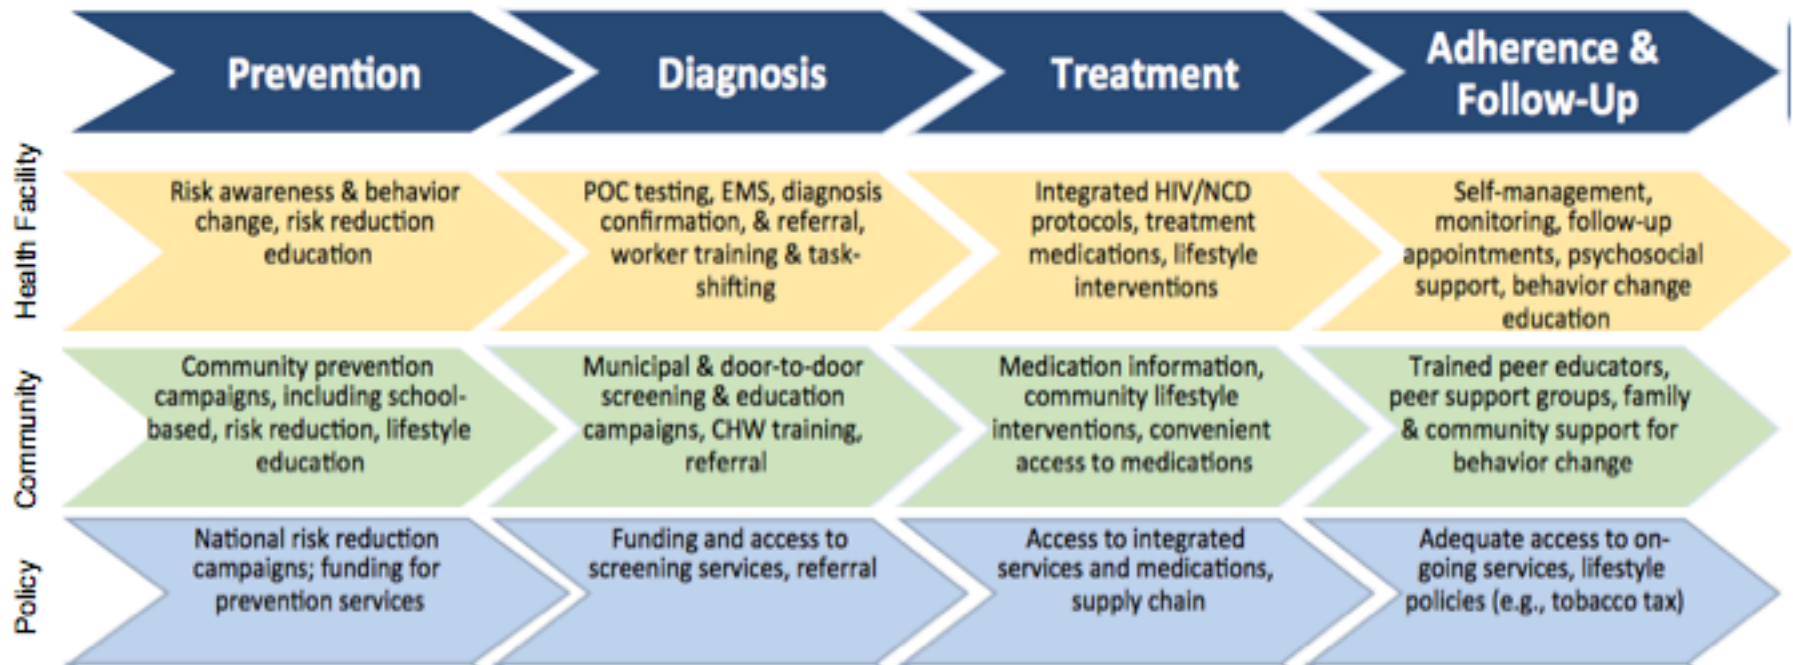 Prevention
Diagnosis
Treatment
Adherence &
Follow-Up
Health Facility
Risk awareness & behavior
change, risk reduction
education
POC testing, EMS, diagnosis
confirmation, & referral,
worker training & task-
shifting
Integrated HIV/NCD
protocols, treatment
medications, lifestyle
interventions
Self-management,
monitoring, follow-up
appointments, psychosocial
support, behavior change
education
Community
Community prevention
campaigns, including school-
based, risk reduction, lifestyle
education
Municipal & door-to-door
screening & education
campaigns, CHW training,
referral
Medication information,
community lifestyle
interventions, convenient
access to medications
Trained peer educators,
peer support groups, family
& community support for
behavior change
Policy
National risk reduction
campaigns; funding for
prevention services
Funding and access to
screening services, referral
Access to integrated
services and medications,
supply chain
Adequate access to on-
going services, lifestyle
policies (e.g., tobacco tax)